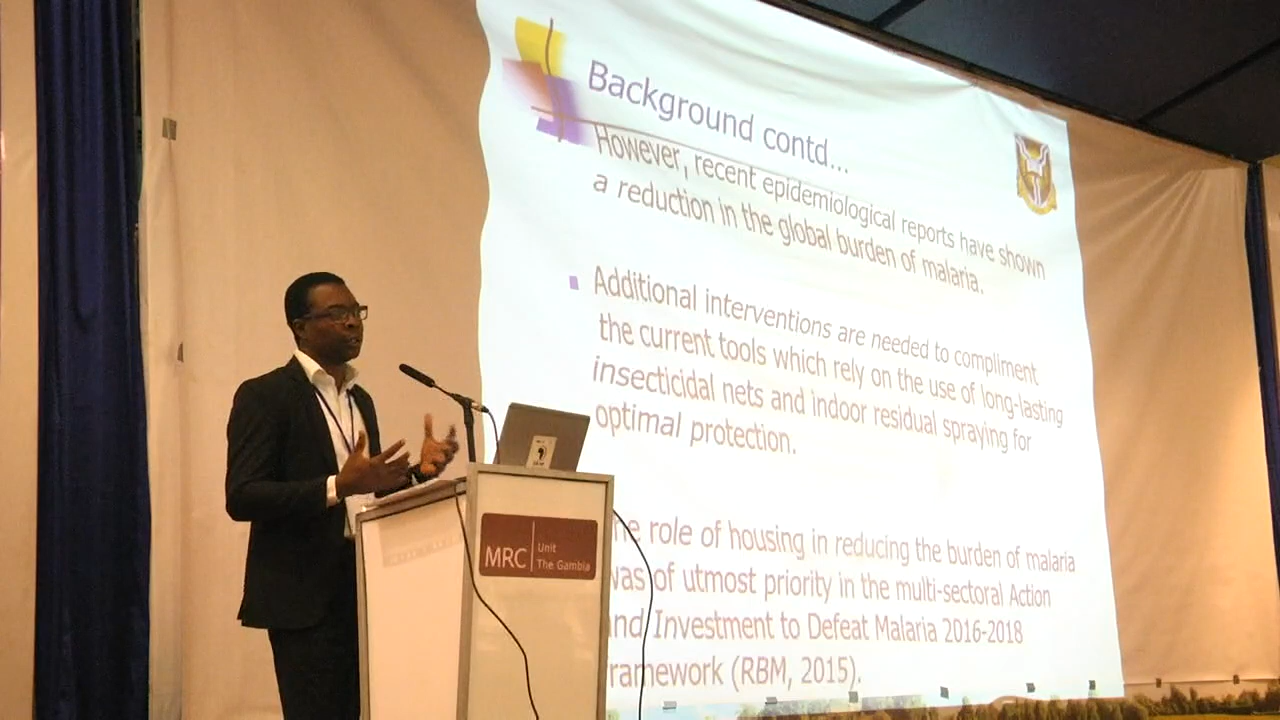 Background contd...
However, recent epidemiological reports have shown
a reduction in the global burden of malaria.
Additional interventions are needed to compliment
the current tools which rely on the use of long-lasting
insecticidal nets and indoor residual spraying for
optimal protection.
he role of housing in reducing the burden of malaria
was of utmost priority in the multi-sectoral Action
and Investment to Defeat Malaria 2016-2018
ramework (RBM, 2015).
MRC
Unit
The Gambia